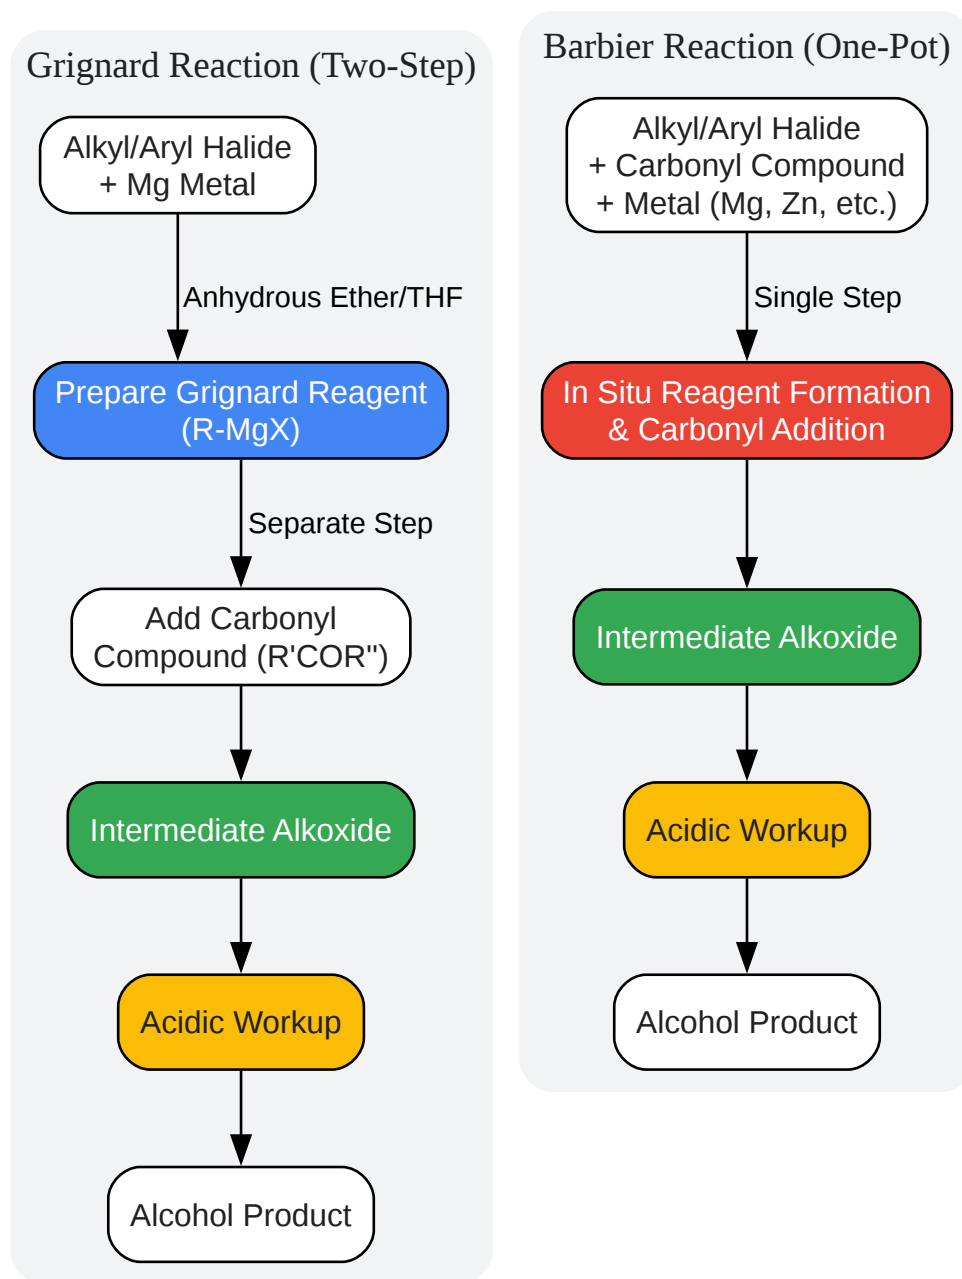 Grignard Reaction (Two-Step)
Alkyl/Aryl Halide
+ Mg Metal
Anhydrous Ether/THF
Prepare Grignard Reagent
(R-MgX)
Separate Step
Add Carbonyl
Compound (R'COR'')
Intermediate Alkoxide
Acidic Workup
Alcohol Product
Barbier Reaction (One-Pot)
Alkyl/Aryl Halide
+ Carbonyl Compound
+ Metal (Mg, Zn, etc.)
Single Step
In Situ Reagent Formation
& Carbonyl Addition
Intermediate Alkoxide
Acidic Workup
Alcohol Product